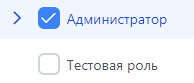 Администратор
Тестовая роль